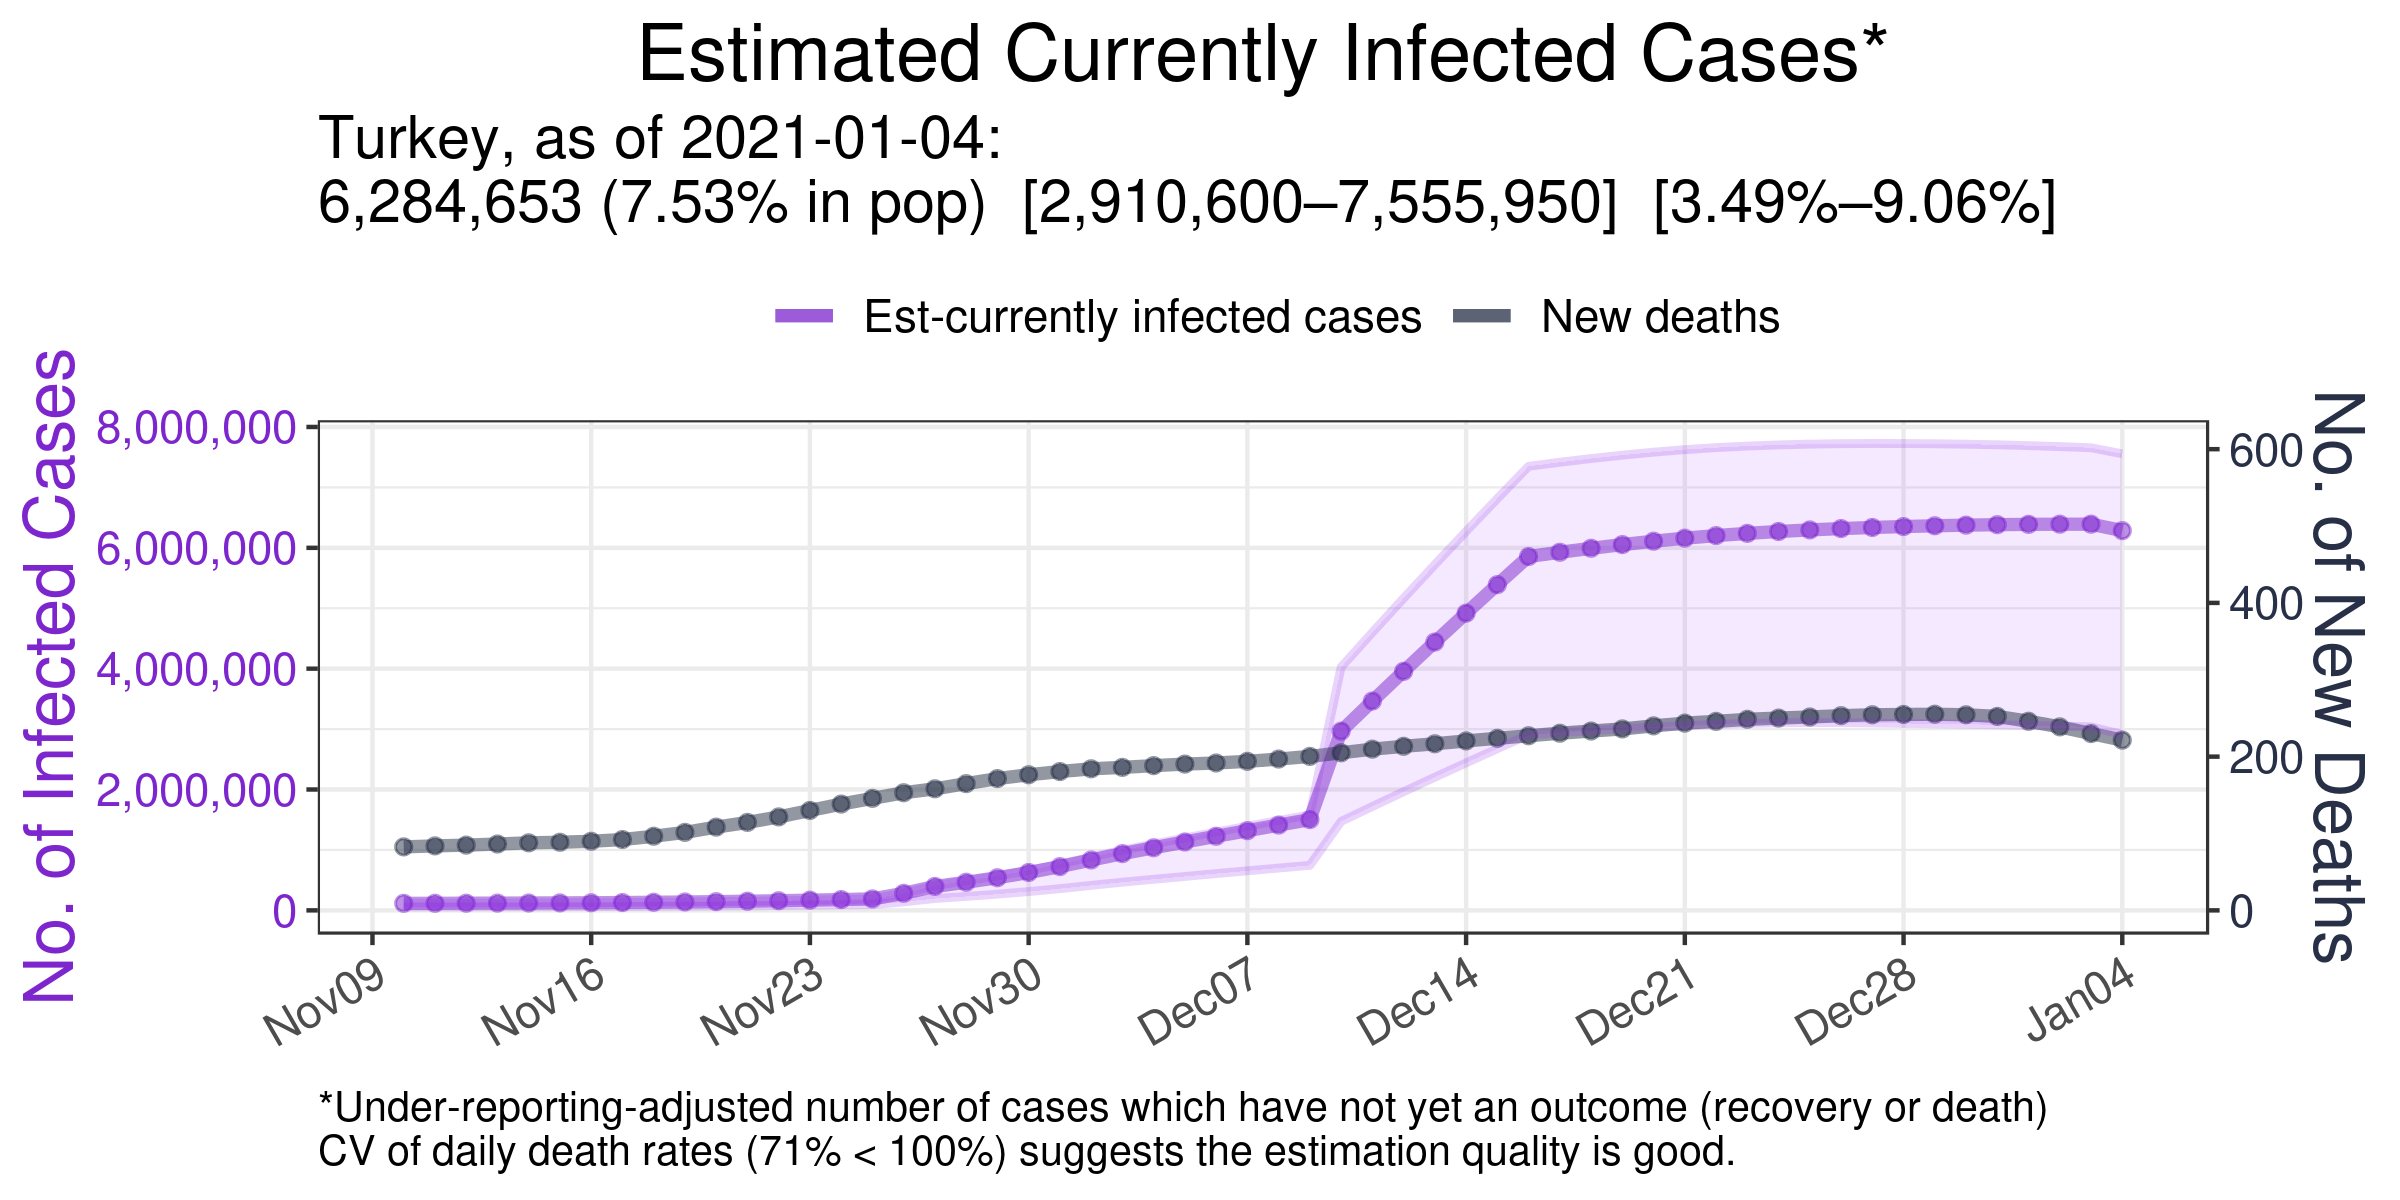 Estimated Currently Infected Cases*
Turkey, as of 2021-01-04:
6,284,653 (7.53% in pop) [2,910,600–7,555,950] [3.49%–9.06%]
Est-currently infected cases
New deaths
No. of Infected Cases
8,000,000
6,000,000
4,000,000
2,000,000
0
600
400
200
0
No. of New Deaths
Nov09
Nov16
Nov23
Nov30
Dec07
Dec14
Dec21
Dec28
Jan04
*Under-reporting-adjusted number of cases which have not yet an outcome (recovery or death)
CV of daily death rates (71% < 100%) suggests the estimation quality is good.